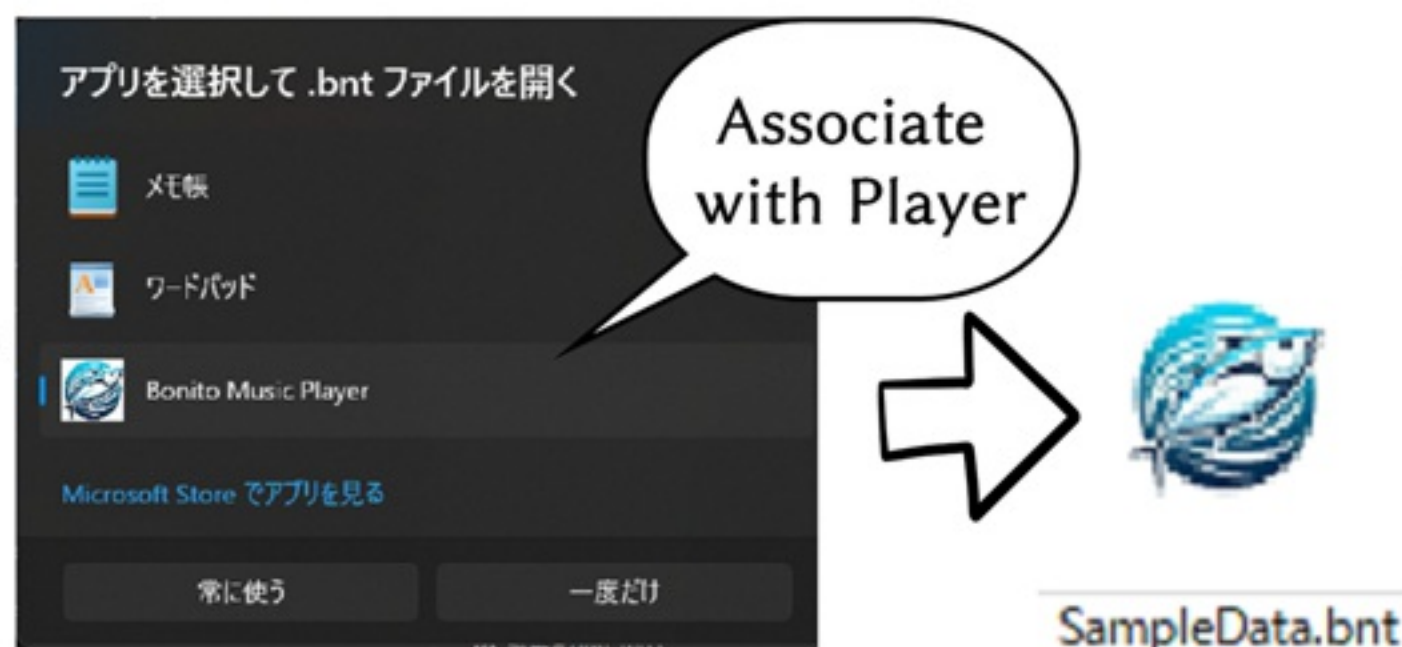 アプリを選択して .bnt ファイルを開く
Associate
with Player
メモ帳
ワードパッド
Bonito Music Player
Microsoft Store でアプリを見る
常に使う
一度だけ
SampleData.bnt